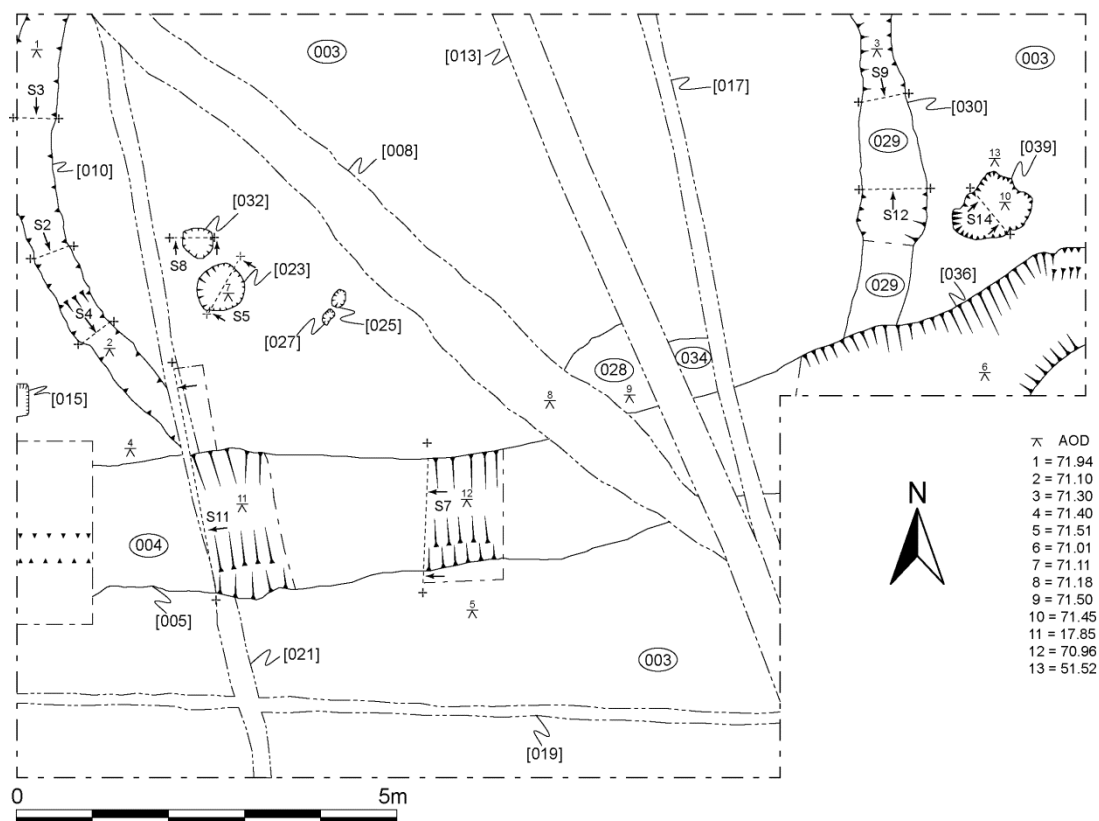 1
3
003
[013]
[017]
003
S3
S9
[030]
[008]
029
13
[039]
[010]
10
S12
S14
[032]
S2
S8
[023]
7
S5
[036]
029
S4
[025]
[027]
2
028
034
6
[015]
8
9
4
AOD
1 = 71.94
2 = 71.10
3 = 71.30
4 = 71.40
5 = 71.51
6 = 71.01
7 = 71.11
8 = 71.18
9 = 71.50
10 = 71.45
11 = 17.85
12 = 70.96
13 = 51.52
N
11
12
S7
S11
004
5
[005]
[021]
003
[019]
0
5m